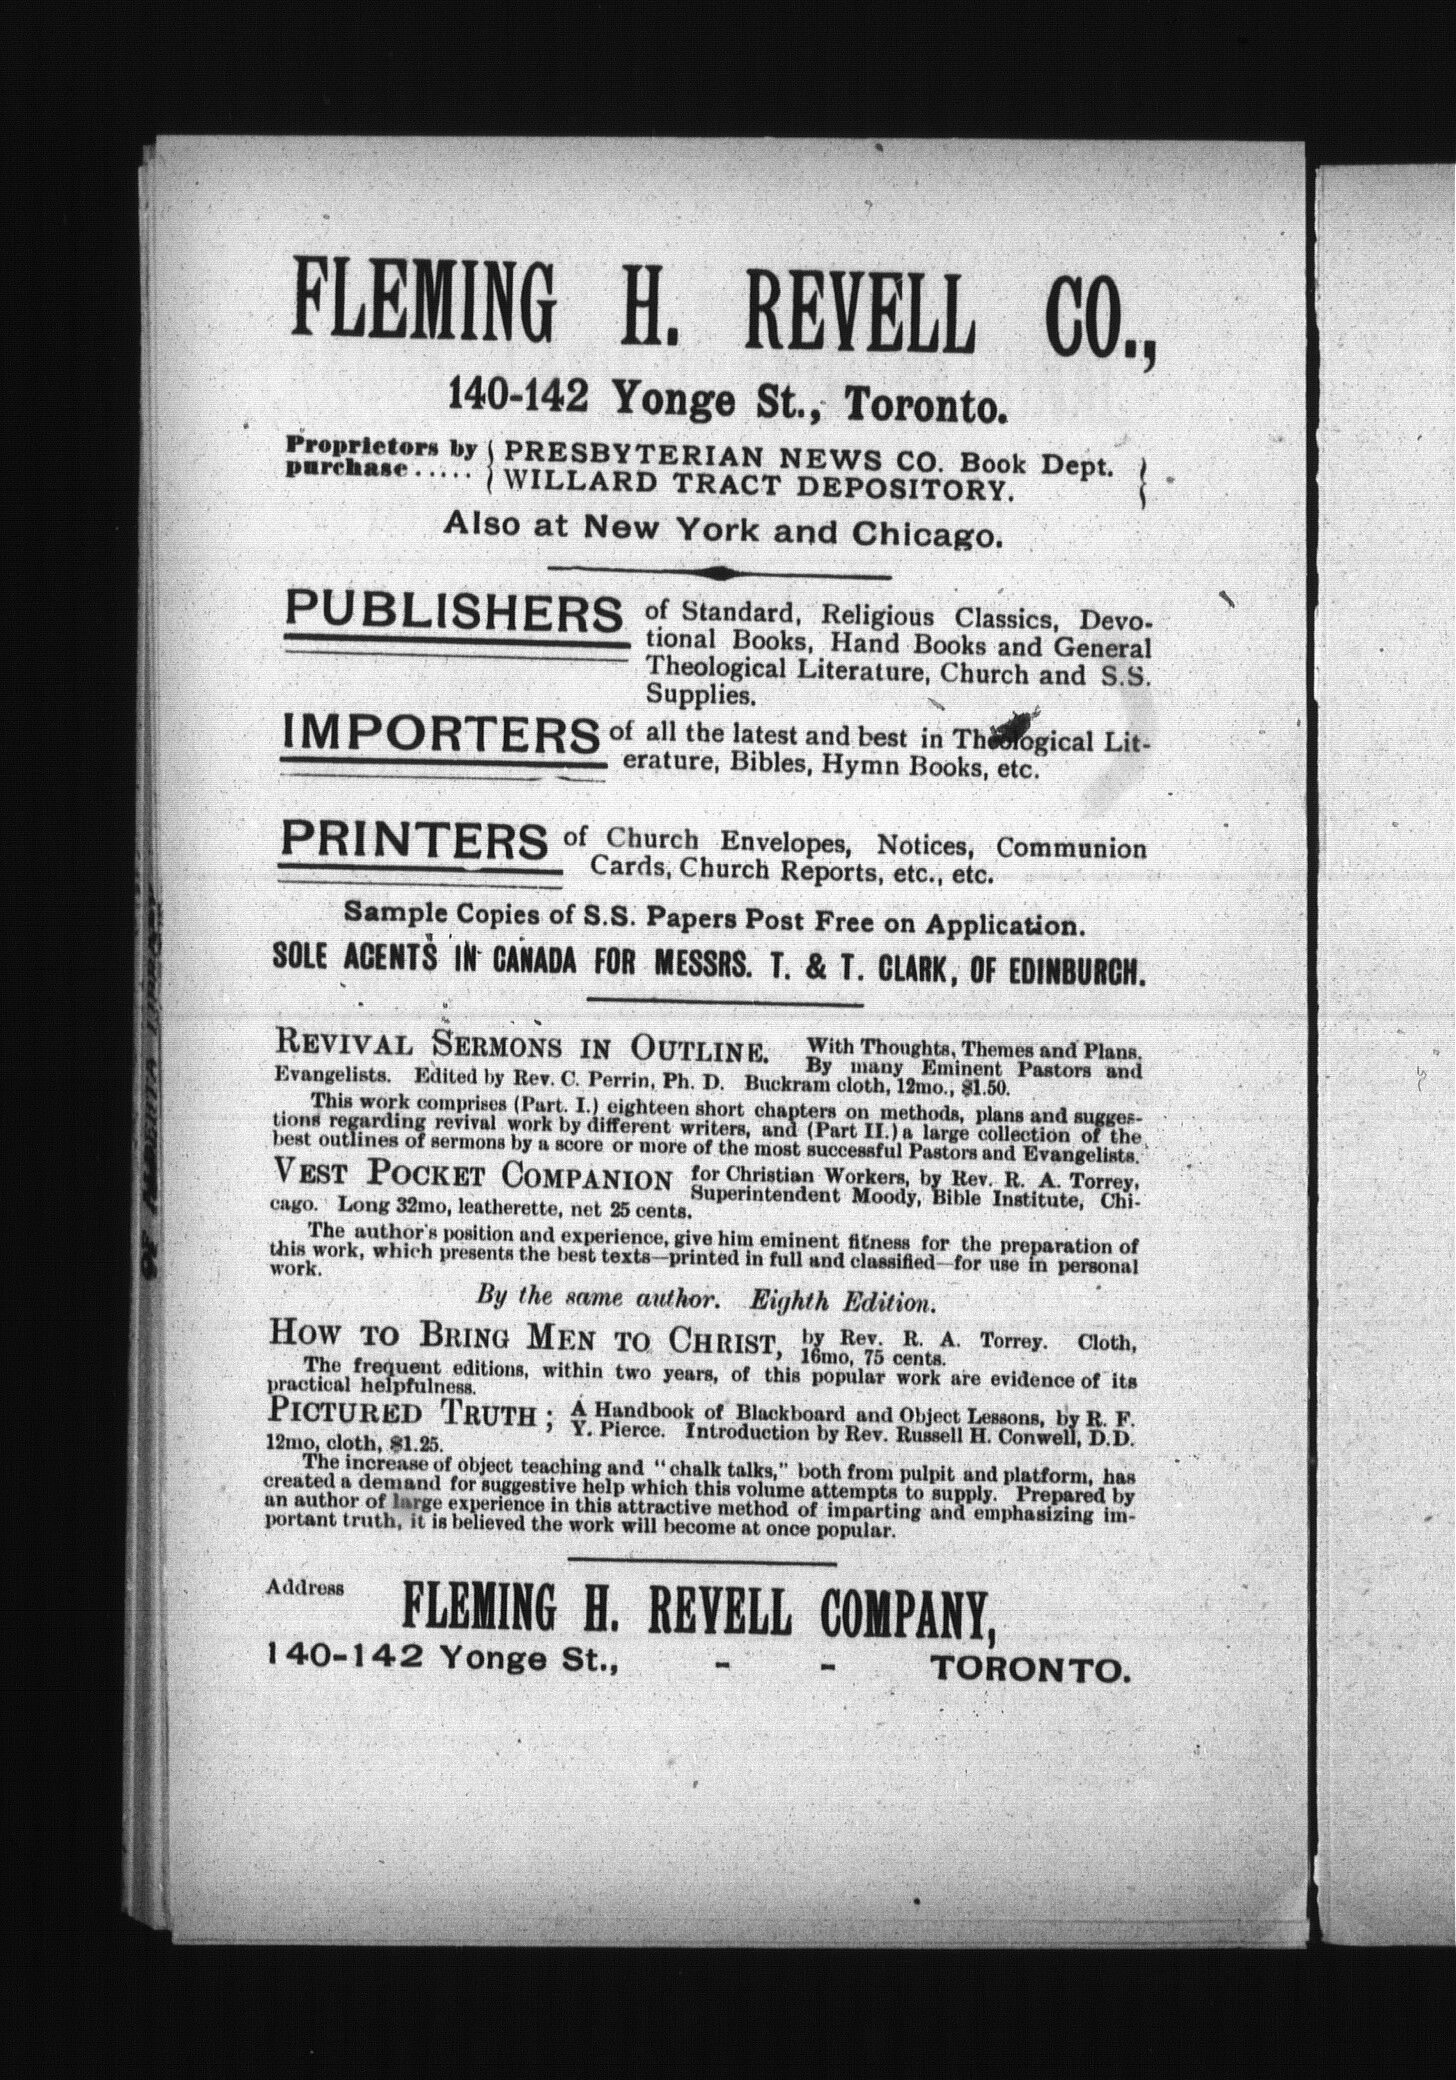 FLEMING H. REVELL CO.,
140-142 Yonge St., Toronto.
Proprietors by purchase ..... { PRESBYTERIAN NEWS CO. Book Dept. }
WILLARD TRACT DEPOSITORY.
Also at New York and Chicago.
PUBLISHERS of Standard, Religious Classics, Devo-
tional Books, Hand Books and General
Theological Literature, Church and S.S.
Supplies.
IMPORTERS of all the latest and best in Theological Lit-
erature, Bibles, Hymn Books, etc.
PRINTERS of Church Envelopes, Notices, Communion
Cards, Church Reports, etc., etc.
Sample Copies of S.S. Papers Post Free on Application.
SOLE AGENTS IN CANADA FOR MESSRS. T. & T. CLARK, OF EDINBURGH.
REVIVAL SERMONS IN OUTLINE. With Thoughts, Themes and Plans.
By many Eminent Pastors and
Evangelists. Edited by Rev. C. Perrin, Ph. D. Buckram cloth, 12mo., $1.50.
This work comprises (Part. I.) eighteen short chapters on methods, plans and sugges-
tions regarding revival work by different writers, and (Part II.) a large collection of the
best outlines of sermons by a score or more of the most successful Pastors and Evangelists.
VEST POCKET COMPANION for Christian Workers, by Rev. R. A. Torrey,
Superintendent Moody, Bible Institute, Chi-
cago. Long 32mo, leatherette, net 25 cents.
The author's position and experience, give him eminent fitness for the preparation of
this work, which presents the best texts—printed in full and classified—for use in personal
work.
By the same author. Eighth Edition.
HOW TO BRING MEN TO CHRIST, by Rev. R. A. Torrey. Cloth,
16mo, 75 cents.
The frequent editions, within two years, of this popular work are evidence of its
practical helpfulness.
PICTURED TRUTH; A Handbook of Blackboard and Object Lessons, by R. F.
Y. Pierce. Introduction by Rev. Russell H. Conwell, D.D.
12mo, cloth, $1.25.
The increase of object teaching and "chalk talks," both from pulpit and platform, has
created a demand for suggestive help which this volume attempts to supply. Prepared by
an author of large experience in this attractive method of imparting and emphasizing im-
portant truth, it is believed the work will become at once popular.
Address FLEMING H. REVELL COMPANY,
140-142 Yonge St., - - TORONTO.